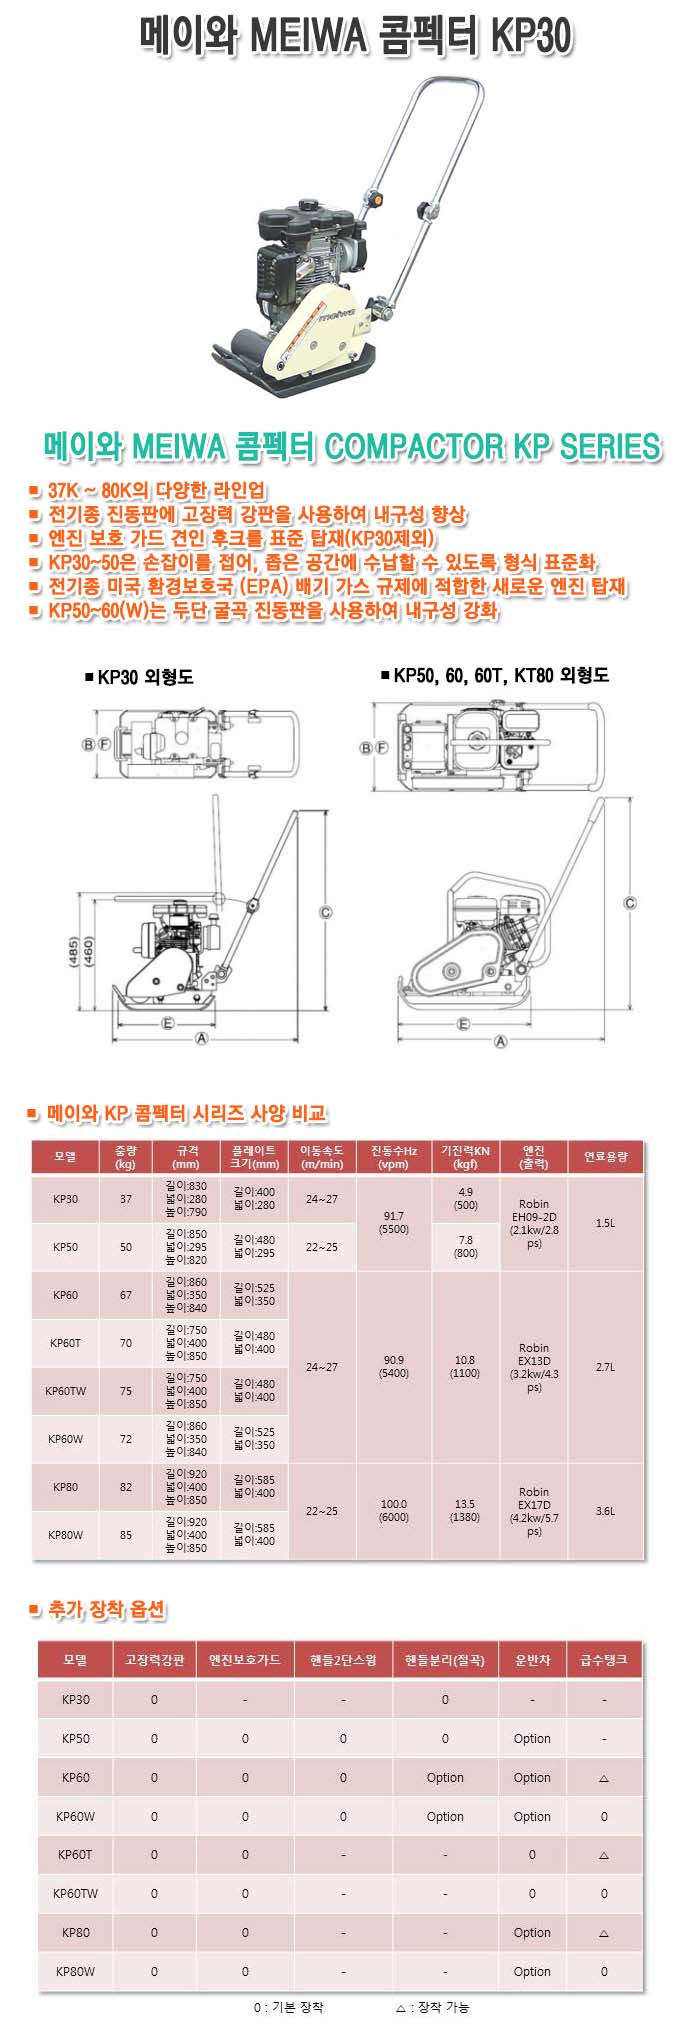 메이와 MEIWA 콤펙터 KP30
meiwa
메이와 MEIWA 콤펙터 COMPACTOR KP SERIES
■ 37K ~ 80K의 다양한 라인업
■ 전기종 진동판에 고장력 강판을 사용하여 내구성 향상
■ 엔진 보호 가드 견인 후크를 표준 탑재(KP30제외)
■ KP30~50은 손잡이를 접어, 좁은 공간에 수납할 수 있도록 형식 표준화
■ 전기종 미국 환경보호국 (EPA) 배기 가스 규제에 적합한 새로운 엔진 탑재
■ KP50~60(W)는 두단 굴곡 진동판을 사용하여 내구성 강화
■ KP30 외형도
■ KP50, 60, 60T, KT80 외형도
B F
B F
C
(485)
(460)
E
A
C
E
A
■ 메이와 KP 콤펙터 시리즈 사양 비교
모델 중량 (kg) 규격 (mm) 플레이트 크기(mm) 이동속도 (m/min) 진동수Hz (vpm) 기진력KN (kgf) 엔진 (출력) 연료용량
KP30 37 길이:830 넓이:280 높이:790 길이:400 넓이:280 24~27 91.7 (5500) 4.9 (500) Robin EH09-2D (2.1kw/2.8 ps) 1.5L
KP50 50 길이:850 넓이:295 높이:820 길이:480 넓이:295 22~25 7.8 (800)
KP60 67 길이:860 넓이:350 높이:840 길이:525 넓이:350 24~27 90.9 (5400) 10.8 (1100) Robin EX13D (3.2kw/4.3 ps) 2.7L
KP60T 70 길이:750 넓이:400 높이:850 길이:480 넓이:400
KP60TW 75 길이:750 넓이:400 높이:850 길이:480 넓이:400
KP60W 72 길이:860 넓이:350 높이:840 길이:525 넓이:350
KP80 82 길이:920 넓이:400 높이:850 길이:585 넓이:400 22~25 100.0 (6000) 13.5 (1380) Robin EX17D (4.2kw/5.7 ps) 3.6L
KP80W 85 길이:920 넓이:400 높이:850 길이:585 넓이:400
■ 추가 장착 옵션
모델 고장력강판 엔진보호가드 핸들2단스윙 핸들분리(절곡) 운반차 급수탱크
KP30 0 - - 0 - -
KP50 0 0 0 0 Option -
KP60 0 0 0 Option Option △
KP60W 0 0 0 Option Option 0
KP60T 0 0 - - 0 △
KP60TW 0 0 - - 0 0
KP80 0 0 - - Option △
KP80W 0 0 - - Option 0
0 : 기본 장착 △ : 장착 가능